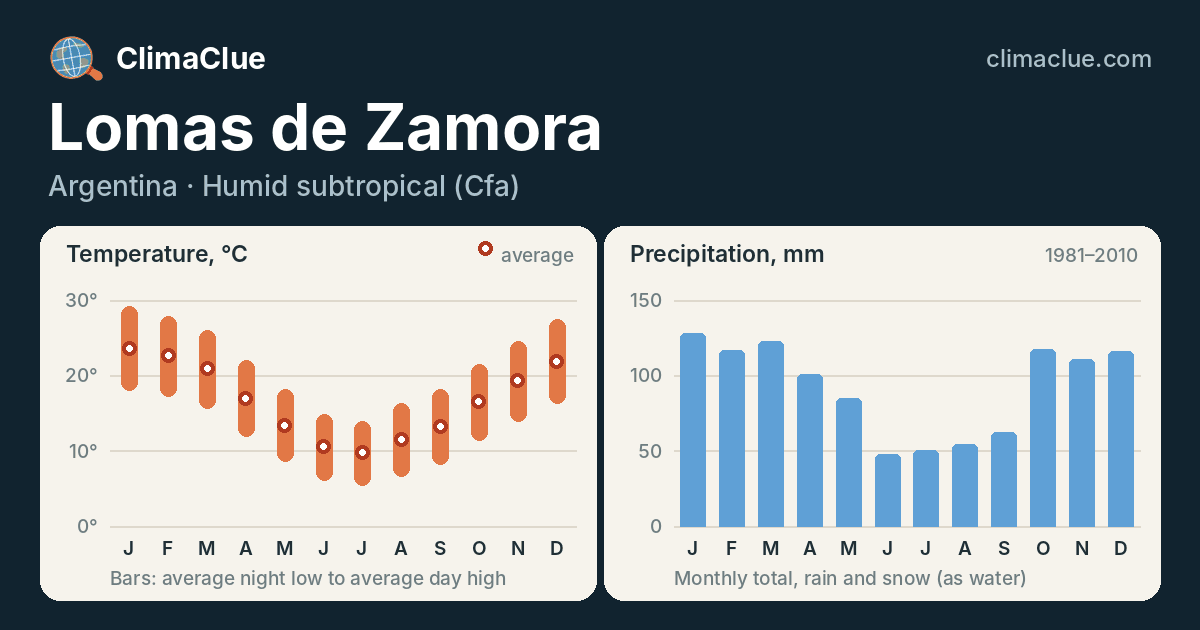 ClimaClue
climaclue.com
Lomas de Zamora
Argentina · Humid subtropical (Cfa)
Temperature, °C
average
30°
20°
10°
0°
J F M A M J J A S O N D
Bars: average night low to average day high
Precipitation, mm
1981–2010
150
100
50
0
J F M A M J J A S O N D
Monthly total, rain and snow (as water)